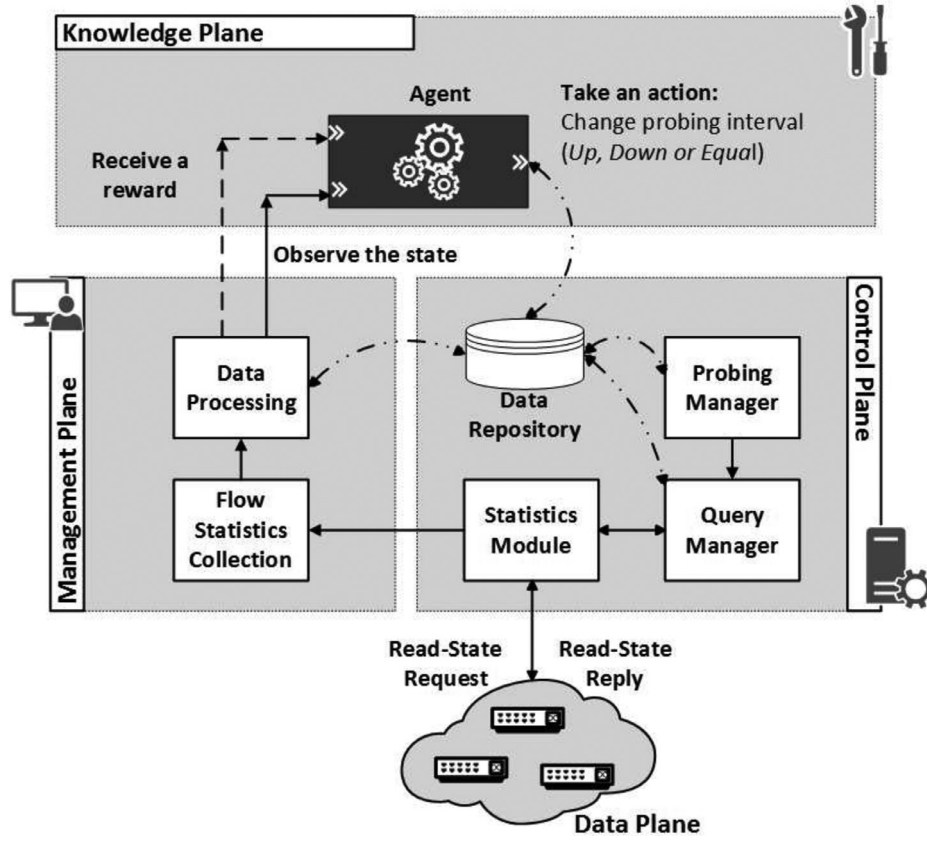 Knowledge Plane
Agent
Take an action:
Change probing interval
(Up, Down or Equal)
Receive a
reward
Observe the state
Management Plane
Data
Processing
Flow
Statistics
Collection
Data
Repository
Probing
Manager
Statistics
Module
Query
Manager
Control Plane
Read-State
Request
Read-State
Reply
Data Plane